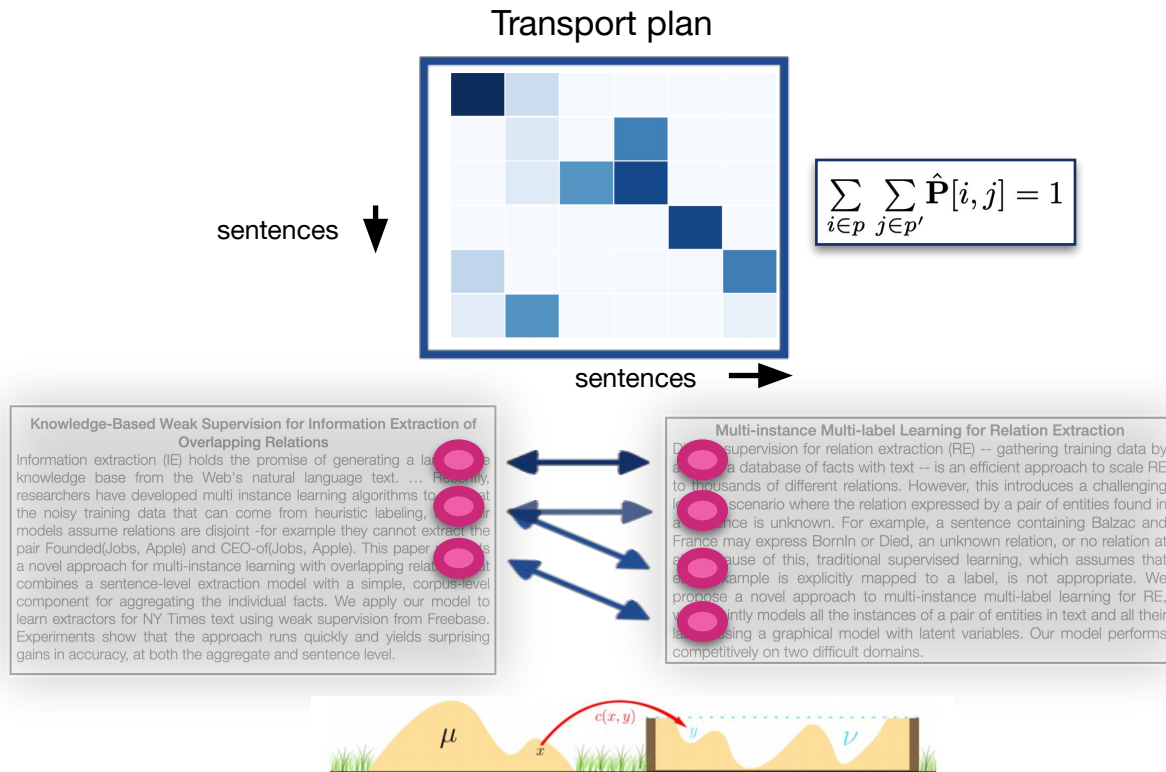 Transport plan
∑ ∑ P̂[i, j] = 1
i∈p j∈p′
sentences
sentences
Knowledge-Based Weak Supervision for Information Extraction of
Overlapping Relations
Information extraction (IE) holds the promise of generating a
knowledge base from the Web's natural language text. …
researchers have developed multi instance learning algorithms to
the noisy training data that can come from heuristic labeling,
models assume relations are disjoint -for example they cannot extract the
pair Founded(Jobs, Apple) and CEO-of(Jobs, Apple). This paper
a novel approach for multi-instance learning with overlapping
combines a sentence-level extraction model with a simple, corpus-level
component for aggregating the individual facts. We apply our model to
learn extractors for NY Times text using weak supervision from Freebase.
Experiments show that the approach runs quickly and yields surprising
gains in accuracy, at both the aggregate and sentence level.
Multi-instance Multi-label Learning for Relation Extraction
supervision for relation extraction (RE) -- gathering training data by
a database of facts with text -- is an efficient approach to scale RE
to thousands of different relations. However, this introduces a challenging
scenario where the relation expressed by a pair of entities found in
a is unknown. For example, a sentence containing Balzac and
France may express BornIn or Died, an unknown relation, or no relation at
of this, traditional supervised learning, which assumes that
example is explicitly mapped to a label, is not appropriate. We
propose a novel approach to multi-instance multi-label learning for RE,
models all the instances of a pair of entities in text and all their
using a graphical model with latent variables. Our model performs
competitively on two difficult domains.
μ
x
c(x, y)
y
ν